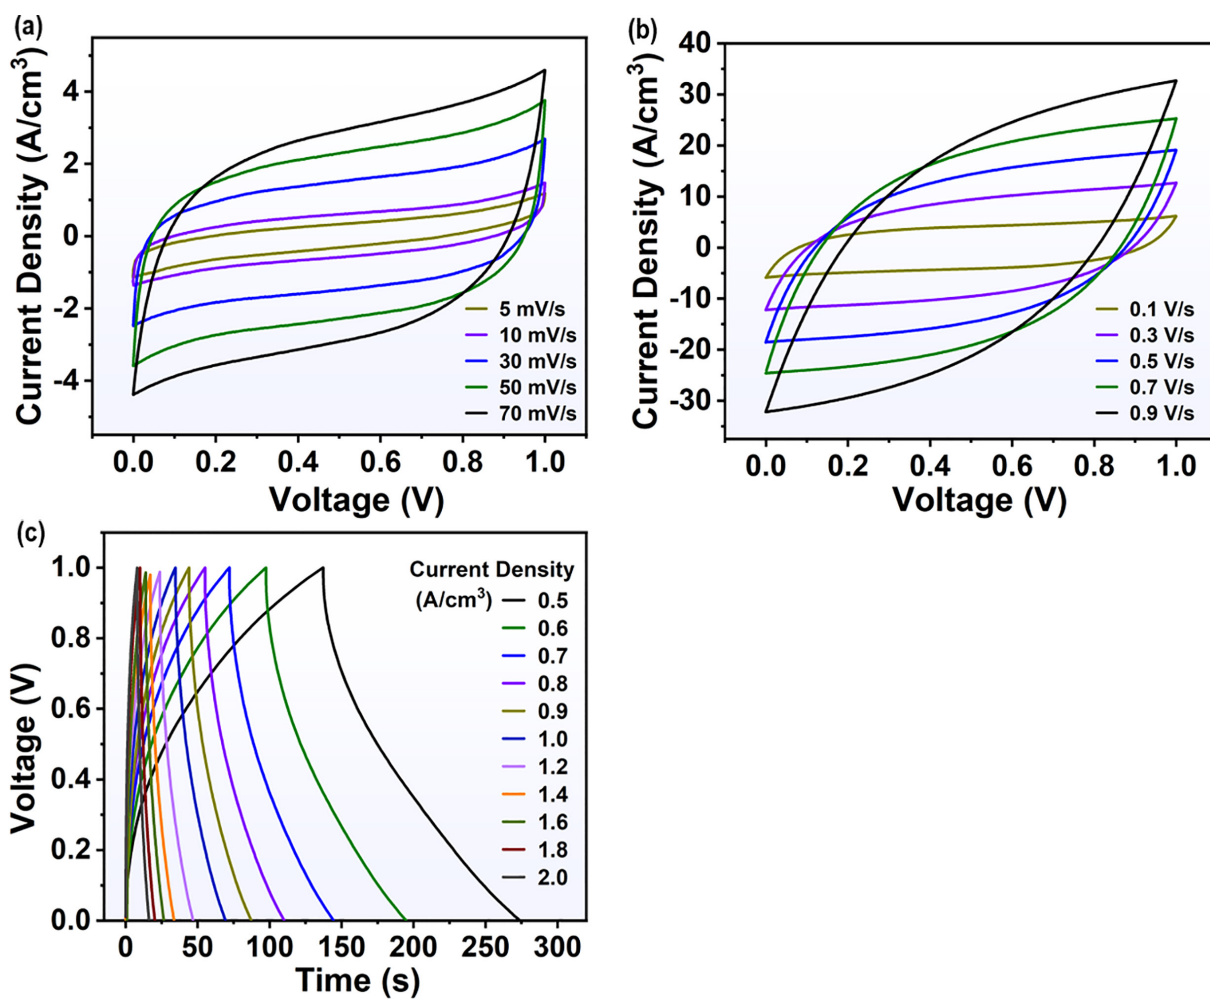 (a)
Current Density (A/cm³)
4
2
0
-2
-4
5 mV/s
10 mV/s
30 mV/s
50 mV/s
70 mV/s
0.0 0.2 0.4 0.6 0.8 1.0
Voltage (V)
(b)
Current Density (A/cm³)
40
30
20
10
0
-10
-20
-30
0.1 V/s
0.3 V/s
0.5 V/s
0.7 V/s
0.9 V/s
0.0 0.2 0.4 0.6 0.8 1.0
Voltage (V)
(c)
Voltage (V)
1.0
0.8
0.6
0.4
0.2
0.0
Current Density
(A/cm³)
0.5
0.6
0.7
0.8
0.9
1.0
1.2
1.4
1.6
1.8
2.0
0 50 100 150 200 250 300
Time (s)